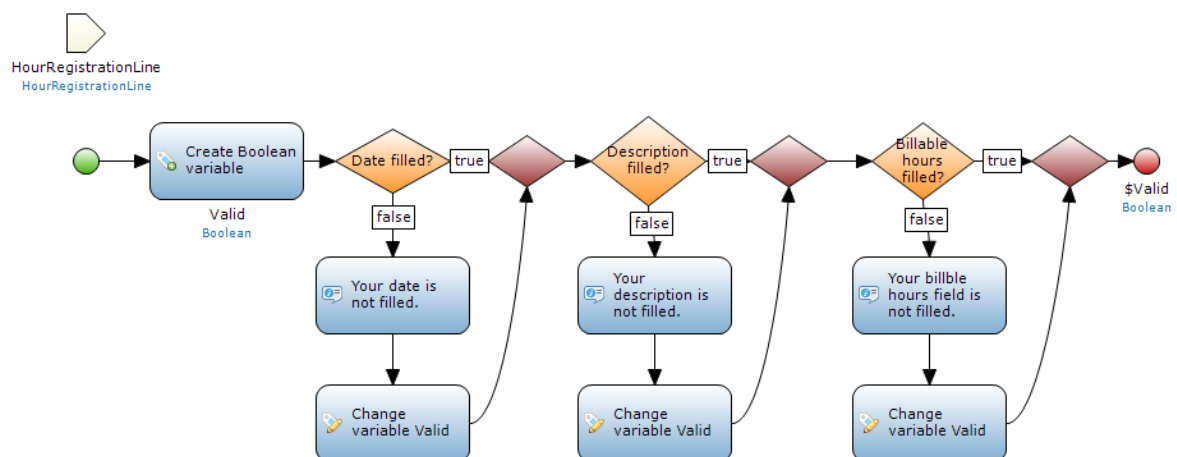 HourRegistrationLine
HourRegistrationLine
Create Boolean
variable
Valid
Boolean
Date filled?
true
false
Your date is
not filled.
Change
variable Valid
Description
filled?
true
false
Your
description is
not filled.
Change
variable Valid
Billable
hours
filled?
true
false
Your billble
hours field is
not filled.
Change
variable Valid
$Valid
Boolean